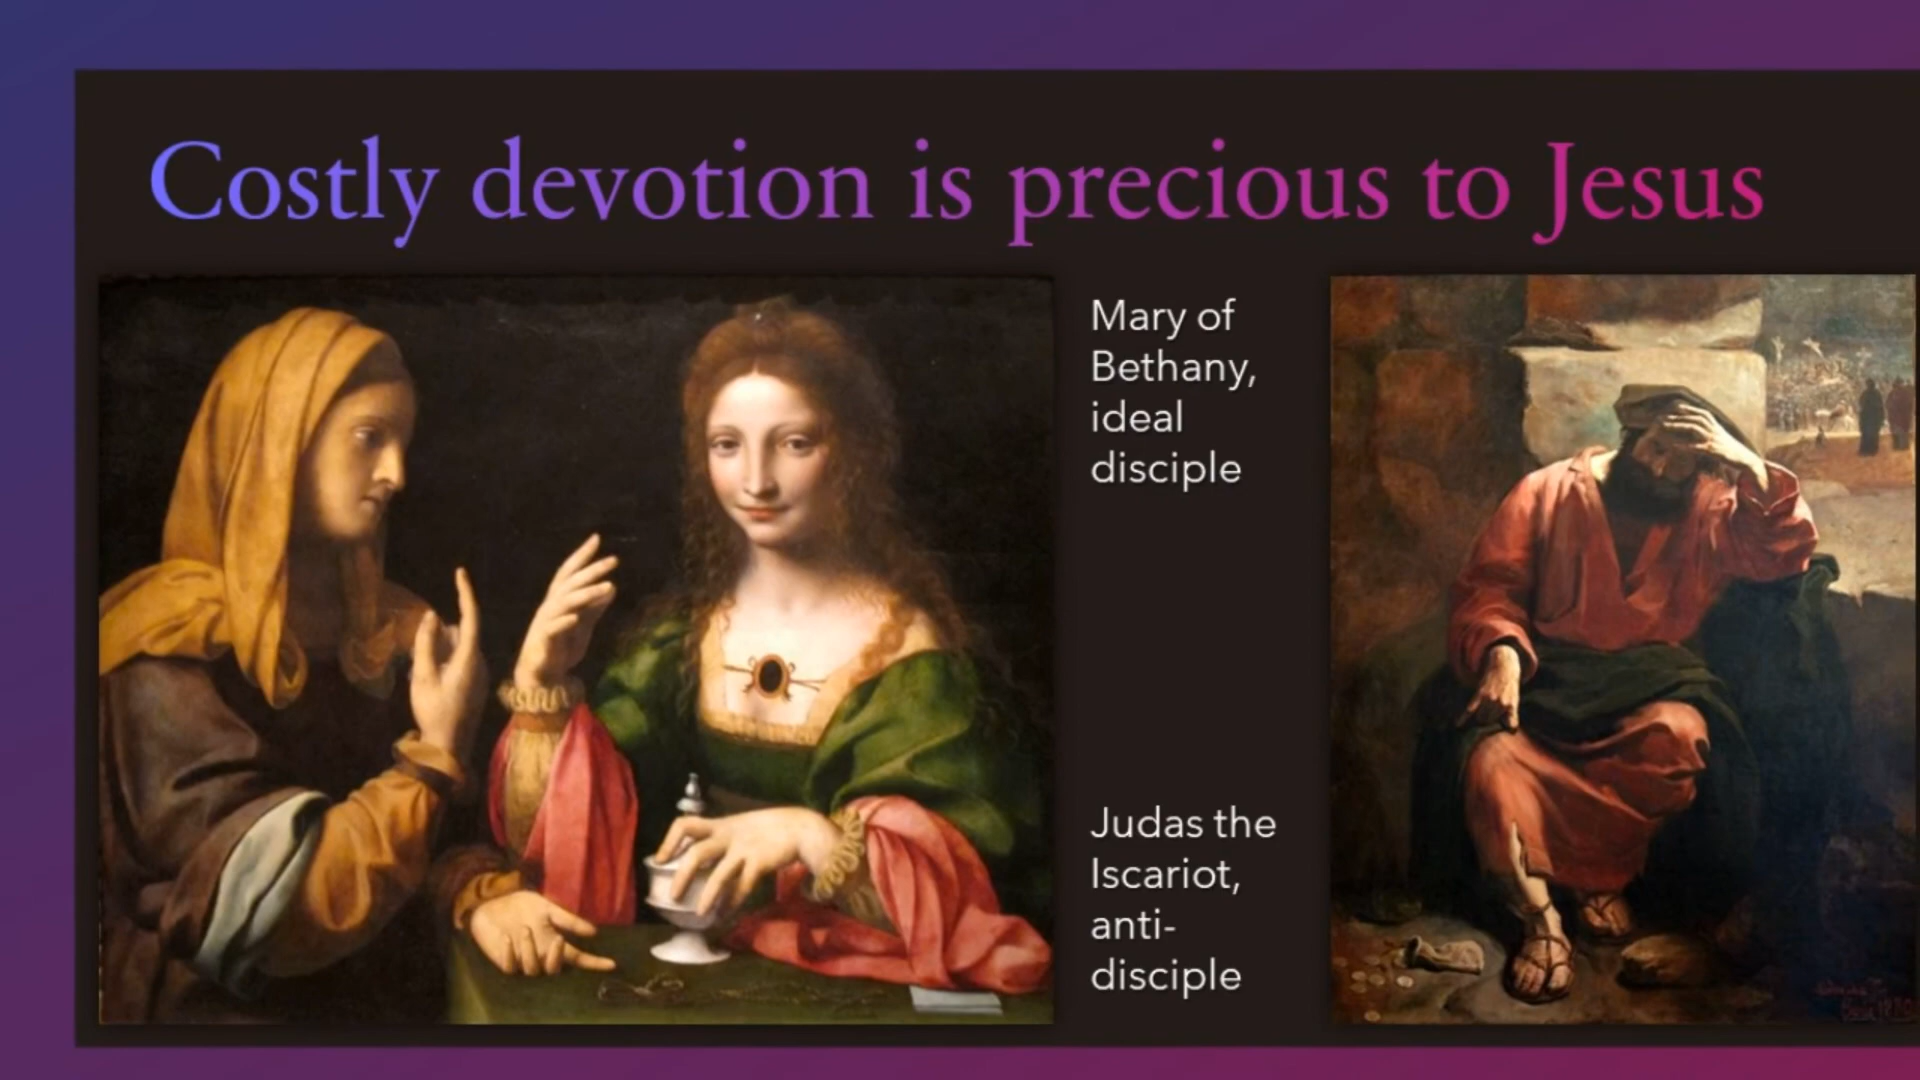 Costly devotion is precious to Jesus
Mary of
Bethany,
ideal
disciple
Judas the
Iscariot,
anti-
disciple